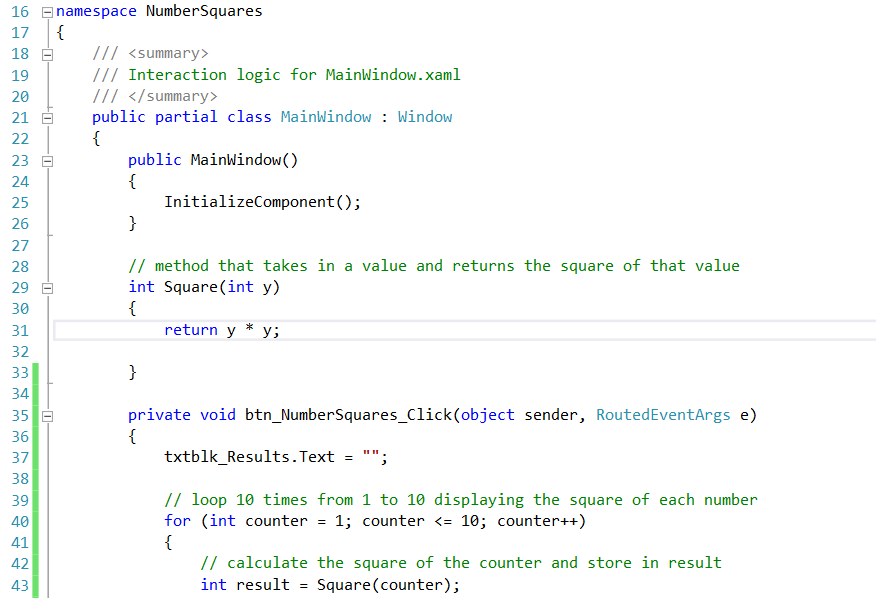 16 namespace NumberSquares
17 {
18 /// <summary>
19 /// Interaction logic for MainWindow.xaml
20 /// </summary>
21 public partial class MainWindow : Window
22 {
23 public MainWindow()
24 {
25 InitializeComponent();
26 }
27
28 // method that takes in a value and returns the square of that value
29 int Square(int y)
30 {
31 return y * y;
32
33 }
34
35 private void btn_NumberSquares_Click(object sender, RoutedEventArgs e)
36 {
37 txtblk_Results.Text = "";
38
39 // loop 10 times from 1 to 10 displaying the square of each number
40 for (int counter = 1; counter <= 10; counter++)
41 {
42 // calculate the square of the counter and store in result
43 int result = Square(counter);